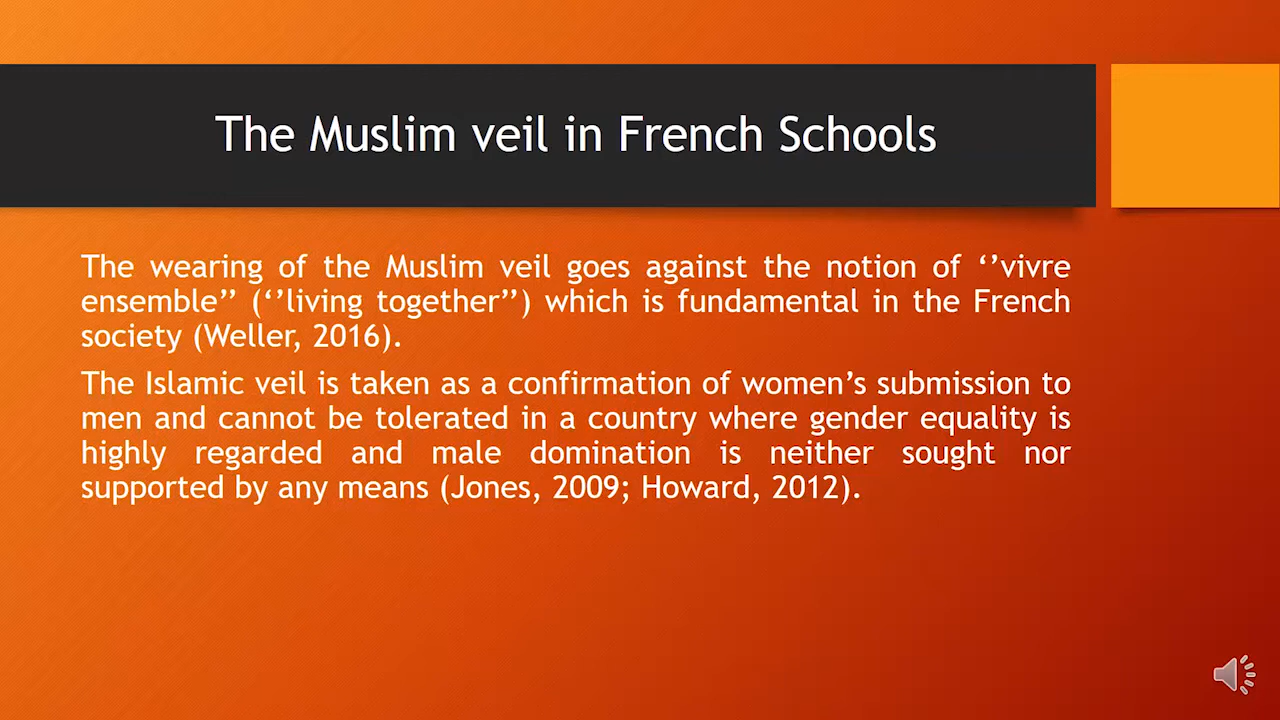 The Muslim veil in French Schools
The wearing of the Muslim veil goes against the notion of ‘’vivre
ensemble’’ (‘’living together’’) which is fundamental in the French
society (Weller, 2016).
The Islamic veil is taken as a confirmation of women’s submission to
men and cannot be tolerated in a country where gender equality is
highly regarded and male domination is neither sought nor
supported by any means (Jones, 2009; Howard, 2012).